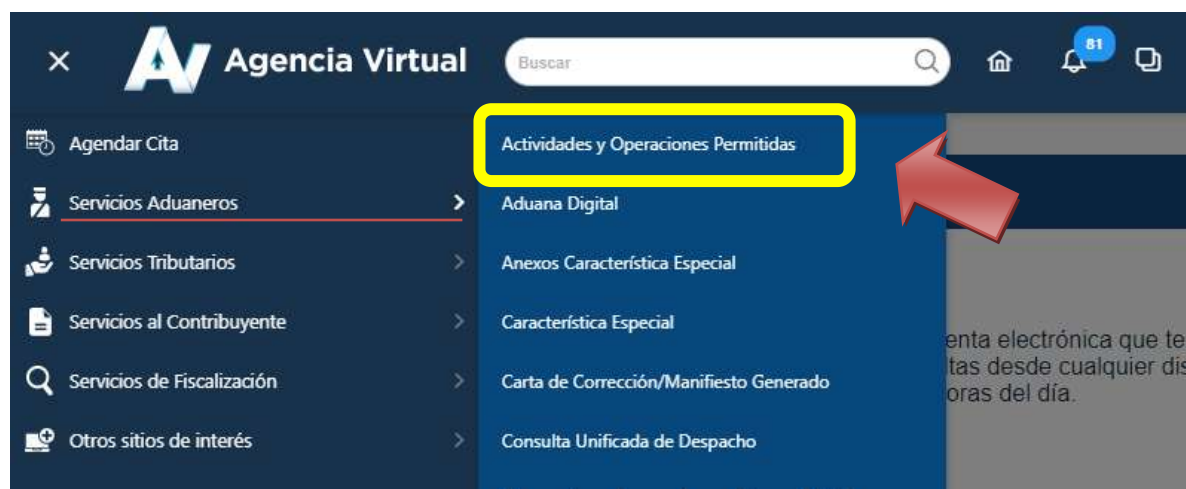 Agencia Virtual
Buscar
81
Agendar Cita
Servicios Aduaneros
Servicios Tributarios
Servicios al Contribuyente
Servicios de Fiscalización
Otros sitios de interés
Actividades y Operaciones Permitidas
Aduana Digital
Anexos Característica Especial
Característica Especial
Carta de Corrección/Manifiesto Generado
Consulta Unificada de Despacho
enta electrónica que te
tas desde cualquier dis
oras del día.